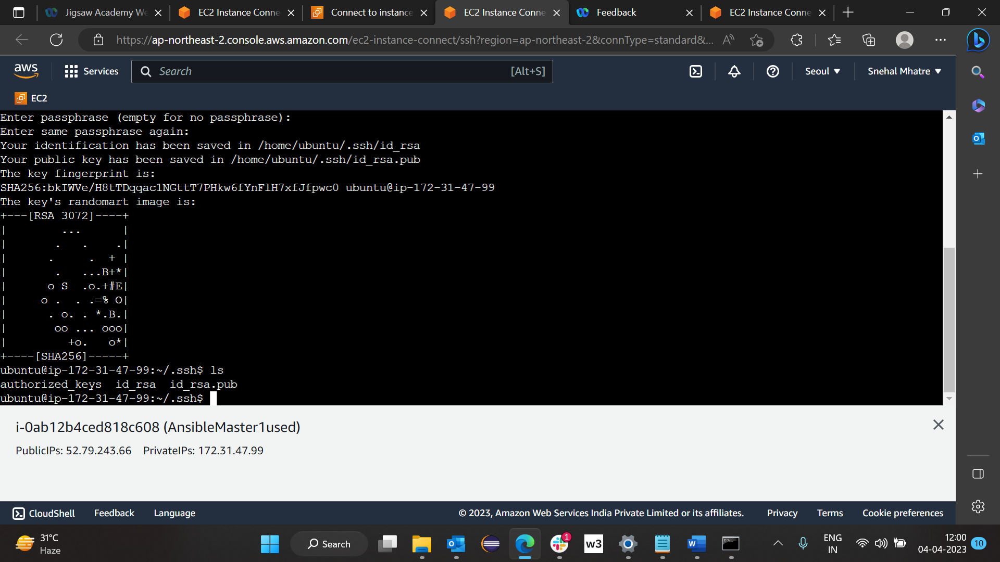 Jigsaw Academy We
EC2 Instance Conne
Connect to instance
EC2 Instance Conne
Feedback
EC2 Instance Conne
https://ap-northeast-2.console.aws.amazon.com/ec2-instance-connect/ssh?region=ap-northeast-2&connType=standard&...
aws
Services
Search
[Alt+S]
Seoul
Snehal Mhatre
EC2
Enter passphrase (empty for no passphrase):
Enter same passphrase again:
Your identification has been saved in /home/ubuntu/.ssh/id_rsa
Your public key has been saved in /home/ubuntu/.ssh/id_rsa.pub
The key fingerprint is:
SHA256:bkIWVe/H8tTDqqac1NGttT7PHkw6fYnFlH7xfJfpwc0 ubuntu@ip-172-31-47-99
The key's randomart image is:
+---[RSA 3072]----+
|        ...      |
|       .   .    .|
|      .     .  + |
|       .   ...B+*|
|      o S  .o.+#E|
|     o .  . .=% O|
|      . o. . *.B.|
|       oo ... ooo|
|         +o.   o*|
+----[SHA256]-----+
ubuntu@ip-172-31-47-99:~/.ssh$ ls
authorized_keys  id_rsa  id_rsa.pub
ubuntu@ip-172-31-47-99:~/.ssh$
i-0ab12b4ced818c608 (AnsibleMaster1used)
PublicIPs: 52.79.243.66    PrivateIPs: 172.31.47.99
CloudShell
Feedback
Language
© 2023, Amazon Web Services India Private Limited or its affiliates.
Privacy
Terms
Cookie preferences
31°C
Haze
Search
1
w3
ENG
IN
12:00
04-04-2023
10